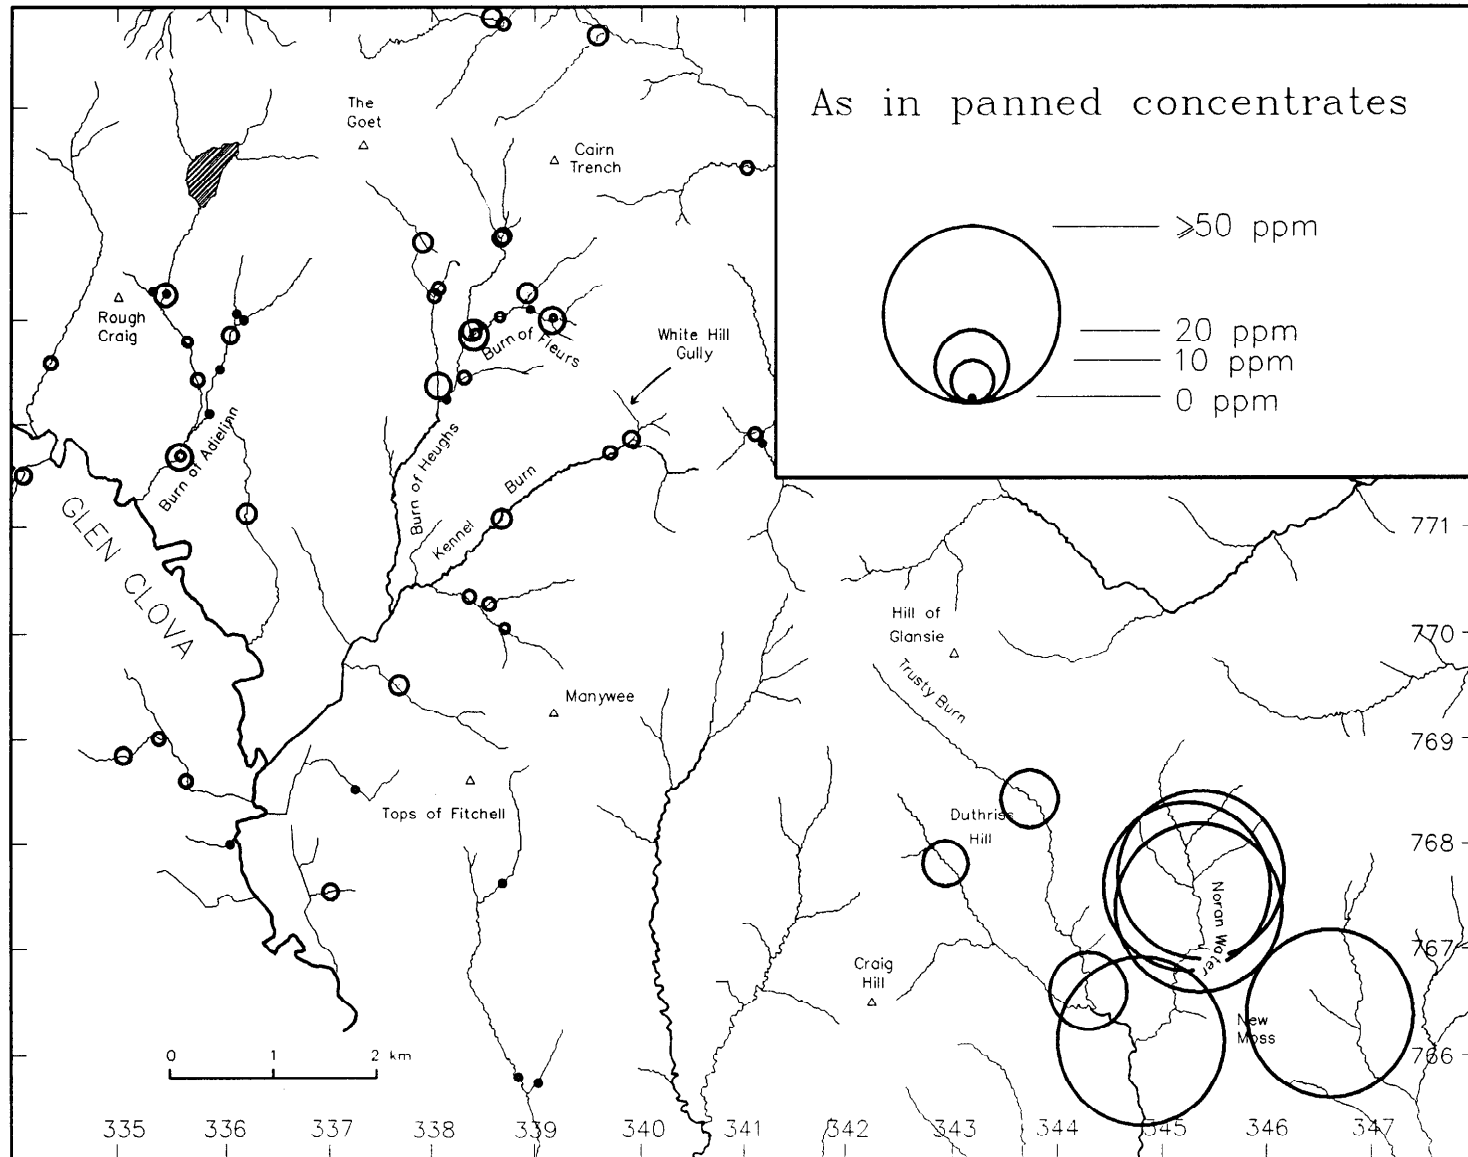 As in panned concentrates
⩾50 ppm
20 ppm
10 ppm
0 ppm
The
Goet
Cairn
Trench
Rough
Craig
Burn of Fleurs
White Hill
Gully
Burn of Adielinn
Burn of Heughs
Kennel Burn
GLEN CLOVA
771
Hill of
Glansie
770
Trusty Burn
Manywee
769
Tops of Fitchell
Duthries
Hill
768
Noran Water
767
Craig
Hill
New
Moss
766
0 1 2 km
335 336 337 338 339 340 341 342 343 344 345 346 347